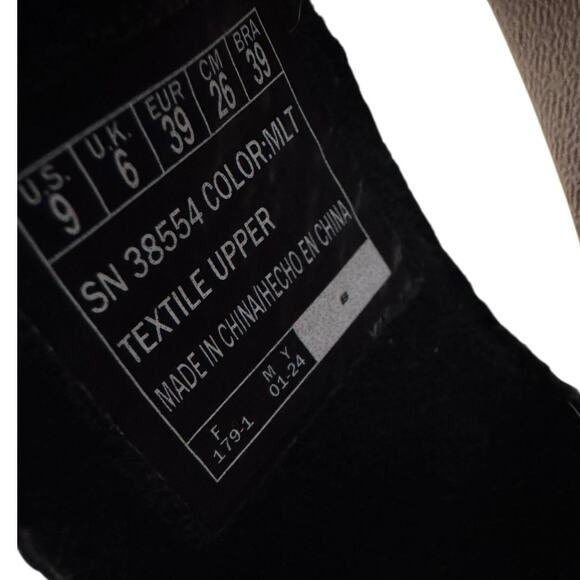 U.S. U.K. EUR CM BRA
9 6 39 26 39
SN 38554 COLOR:MLT
TEXTILE UPPER
MADE IN CHINA/HECHO EN CHINA
F M Y
179-1 01-24